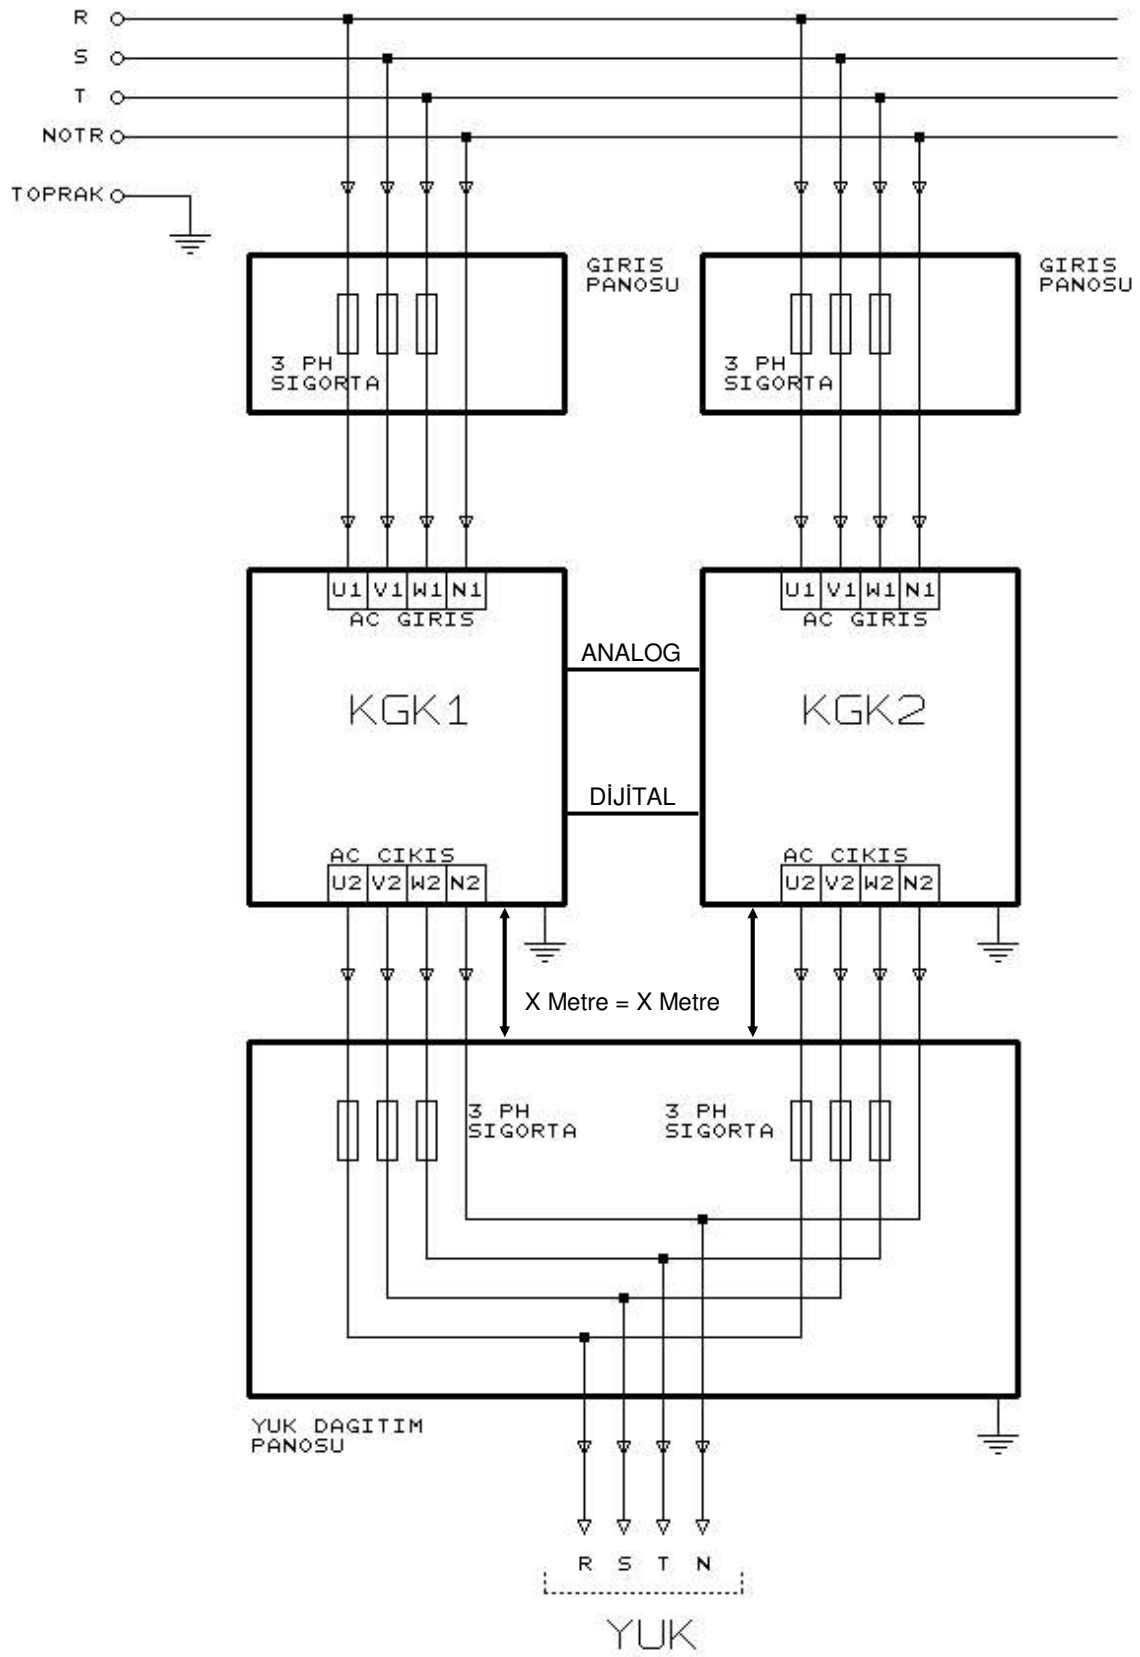 R
S
T
NOTR
TOPRAK
GIRIS
PANOSU
GIRIS
PANOSU
3 PH
SIGORTA
3 PH
SIGORTA
U1 V1 W1 N1
AC GIRIS
U1 V1 W1 N1
AC GIRIS
ANALOG
KGK1
KGK2
DİJİTAL
AC CIKIS
U2 V2 W2 N2
AC CIKIS
U2 V2 W2 N2
X Metre = X Metre
3 PH
SIGORTA
3 PH
SIGORTA
YUK DAGITIM
PANOSU
R S T N
YUK